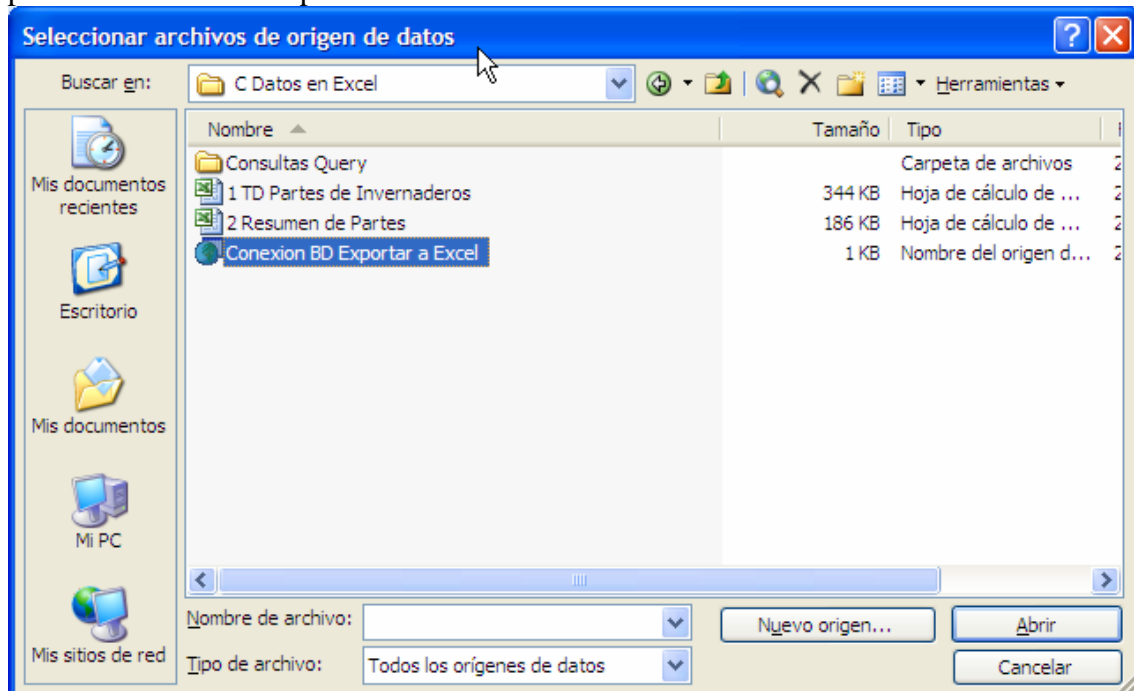 Seleccionar archivos de origen de datos
Buscar en: C Datos en Excel Herramientas
Nombre Tamaño Tipo
Consultas Query Carpeta de archivos 2
1 TD Partes de Invernaderos 344 KB Hoja de cálculo de ... 2
2 Resumen de Partes 186 KB Hoja de cálculo de ... 2
Conexion BD Exportar a Excel 1 KB Nombre del origen d... 2
Mis documentos
recientes
Escritorio
Mis documentos
Mi PC
Mis sitios de red
Nombre de archivo: Nuevo origen... Abrir
Tipo de archivo: Todos los orígenes de datos Cancelar